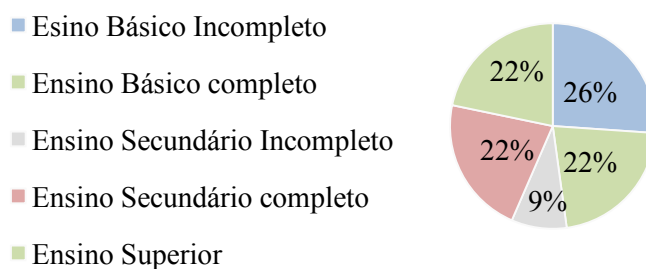 Esino Básico Incompleto
Ensino Básico completo
Ensino Secundário Incompleto
Ensino Secundário completo
Ensino Superior
22%
26%
22%
22%
9%